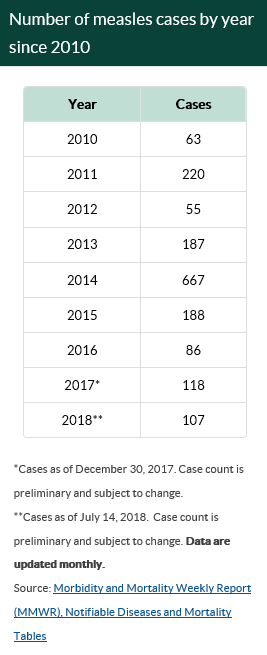 Number of measles cases by year
since 2010
Year Cases
2010 63
2011 220
2012 55
2013 187
2014 667
2015 188
2016 86
2017* 118
2018** 107
*Cases as of December 30, 2017. Case count is
preliminary and subject to change.
**Cases as of July 14, 2018.  Case count is
preliminary and subject to change. Data are
updated monthly.
Source: Morbidity and Mortality Weekly Report
(MMWR), Notifiable Diseases and Mortality
Tables